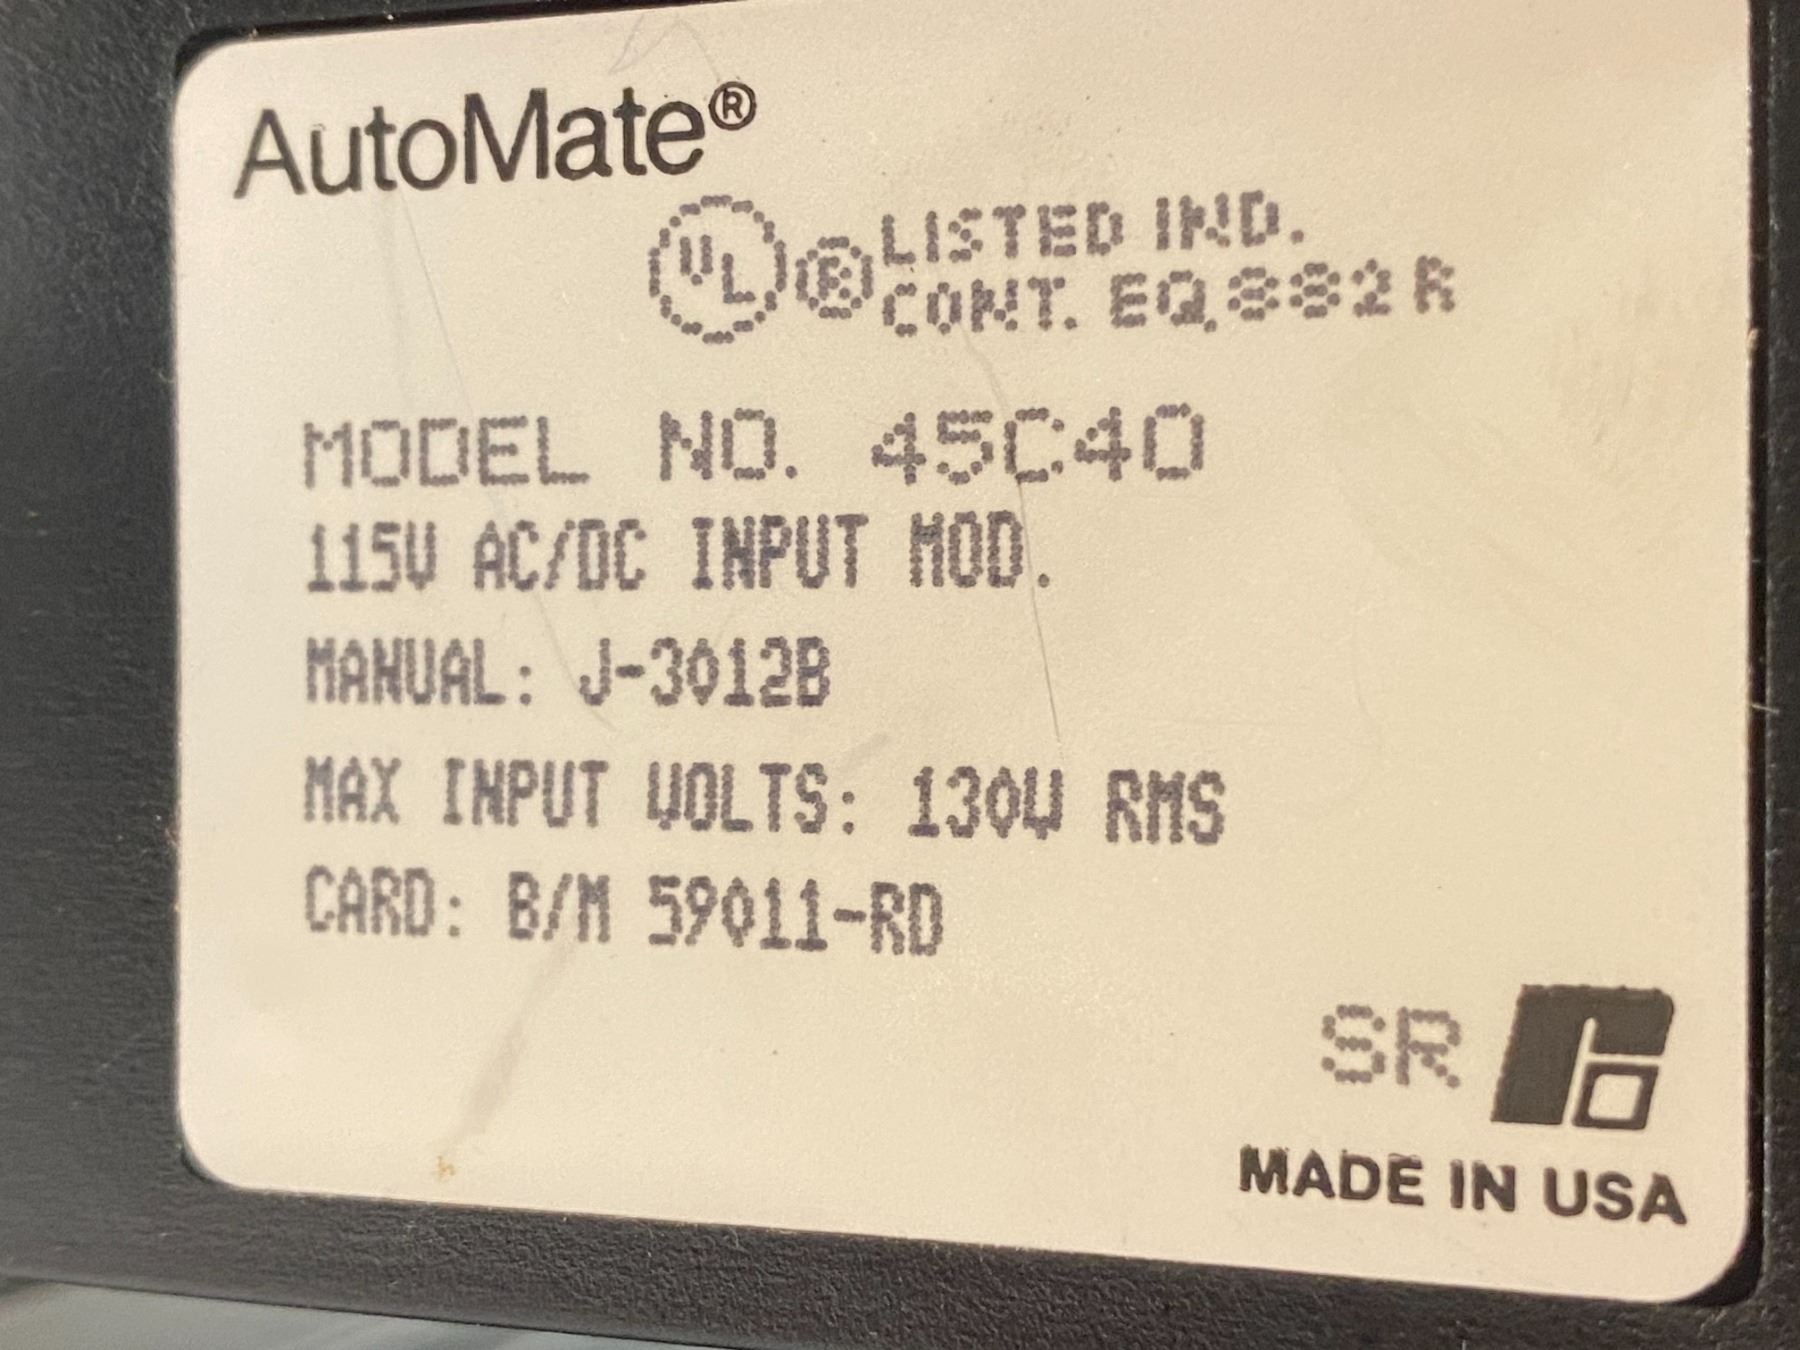 AutoMate®
UL ® LISTED IND.
CONT. EQ. 882R
MODEL NO. 45C40
115V AC/DC INPUT MOD.
MANUAL: J-3012B
MAX INPUT VOLTS: 130V RMS
CARD: B/M 59011-RD
SR
MADE IN USA